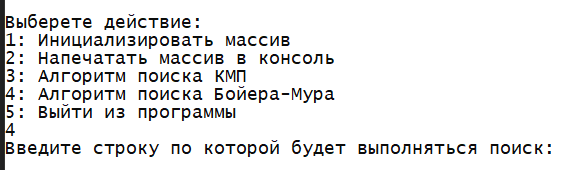 Выберете действие:
1: Инициализировать массив
2: Напечатать массив в консоль
3: Алгоритм поиска КМП
4: Алгоритм поиска Бойера-Мура
5: Выйти из программы
4
Введите строку по которой будет выполняться поиск: